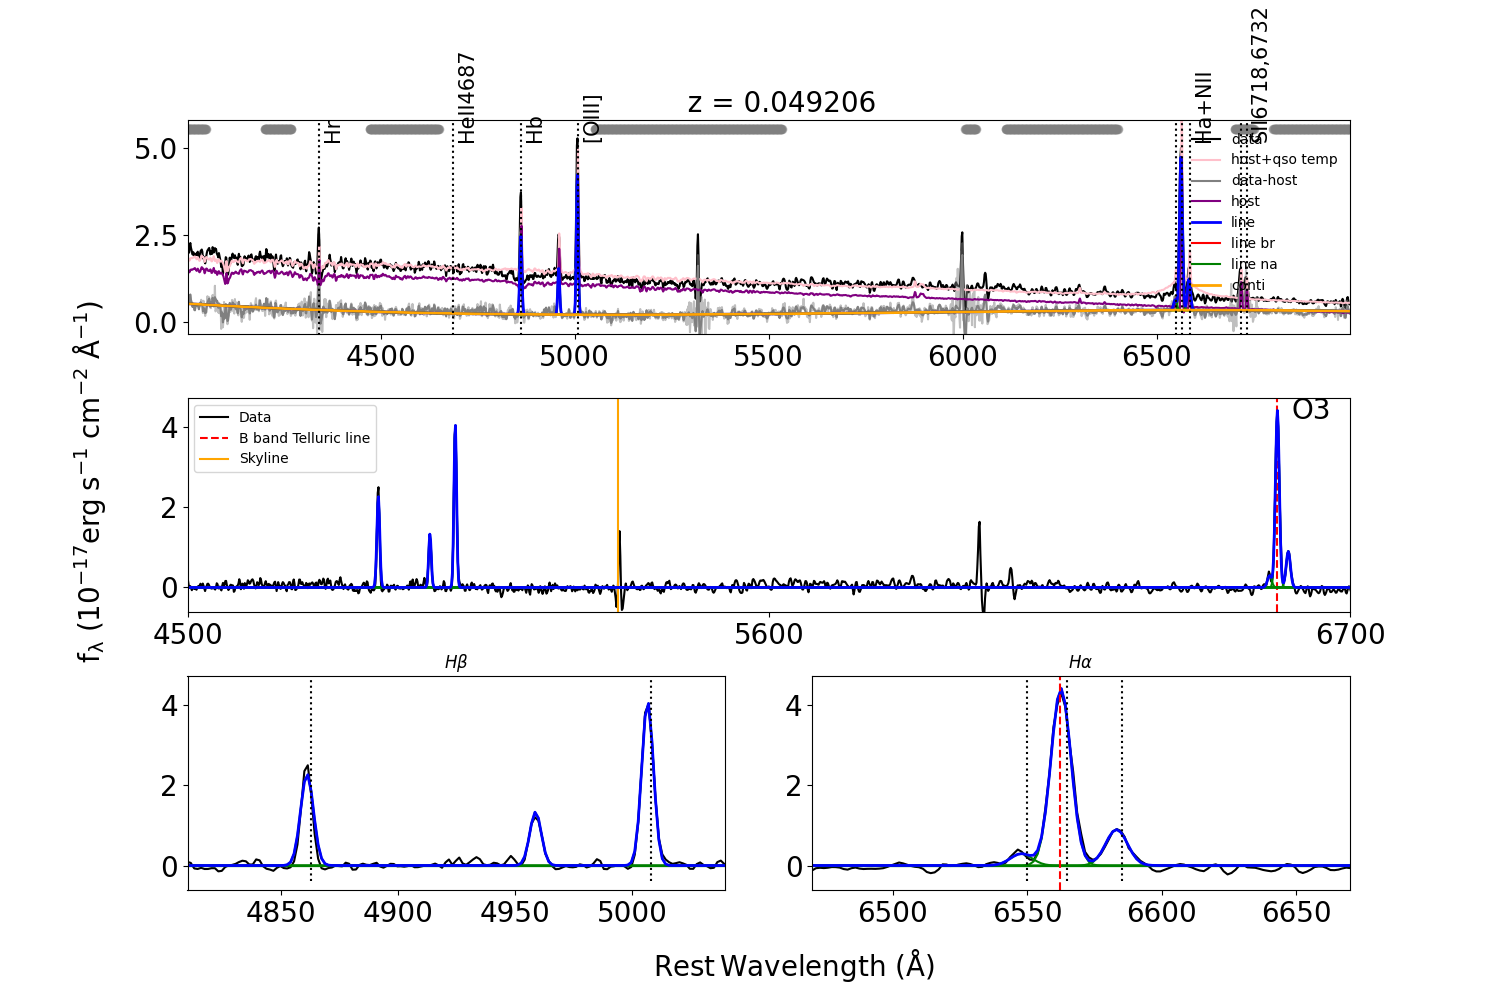 z = 0.049206
Hr
HeII4687
Hb
[OIII]
Ha+NII
SII6718,6732
5.0
2.5
0.0
data
host+qso temp
data-host
host
line
line br
line na
conti
4500
5000
5500
6000
6500
f_λ (10⁻¹⁷erg s⁻¹ cm⁻² Å⁻¹)
4
2
0
Data
B band Telluric line
Skyline
O3
4500
5600
6700
Hβ
4
2
0
4850
4900
4950
5000
Hα
4
2
0
6500
6550
6600
6650
Rest Wavelength (Å)